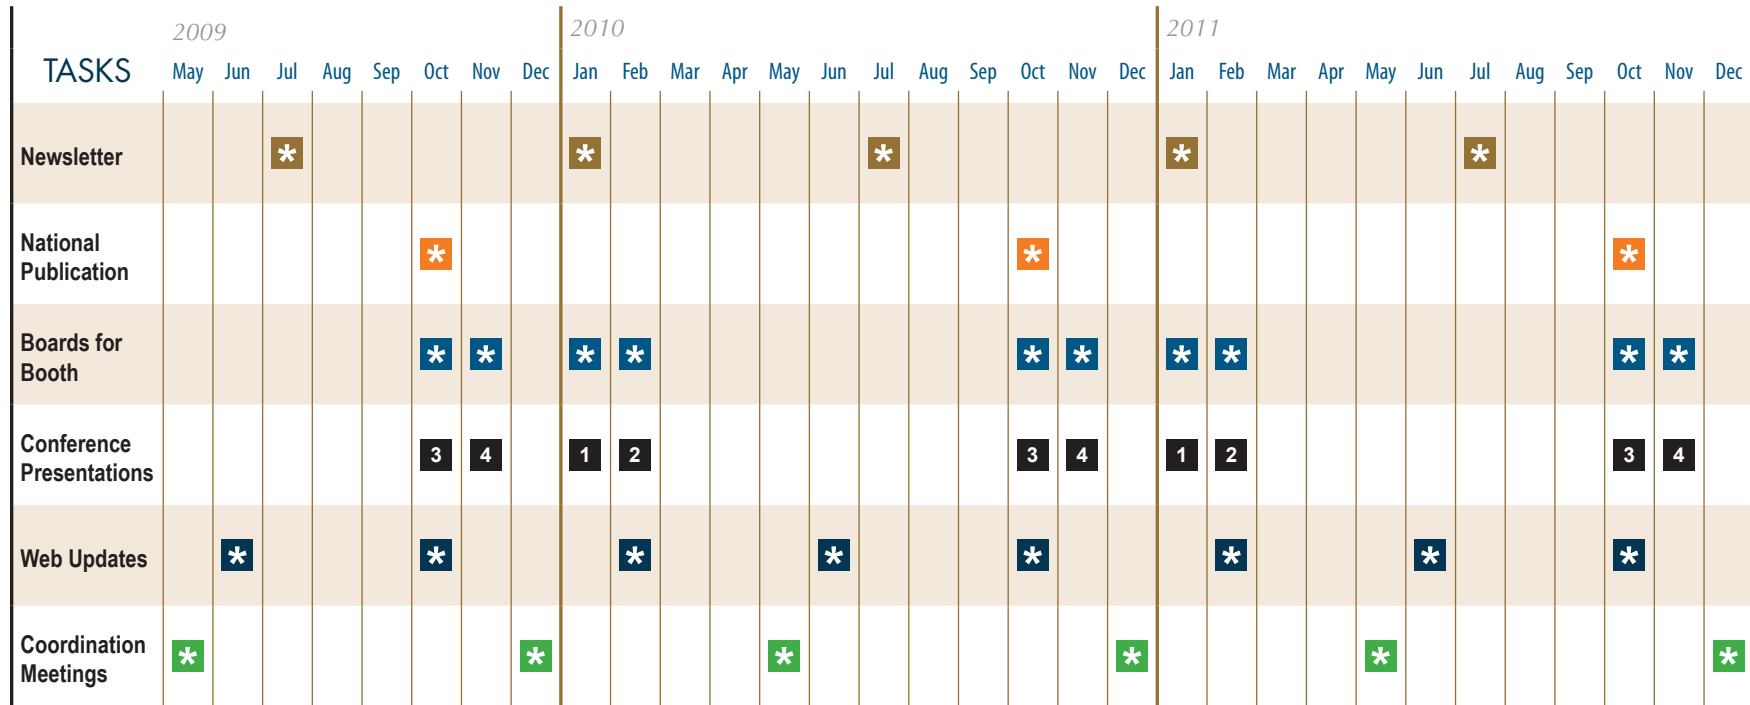 2009 2010 2011
TASKS May Jun Jul Aug Sep Oct Nov Dec Jan Feb Mar Apr May Jun Jul Aug Sep Oct Nov Dec Jan Feb Mar Apr May Jun Jul Aug Sep Oct Nov Dec
Newsletter * * * * *
National
Publication * * *
Boards for
Booth * * * * * * * * * *
Conference
Presentations 3 4 1 2 3 4 1 2 3 4
Web Updates * * * * * * * *
Coordination
Meetings * * * * * *